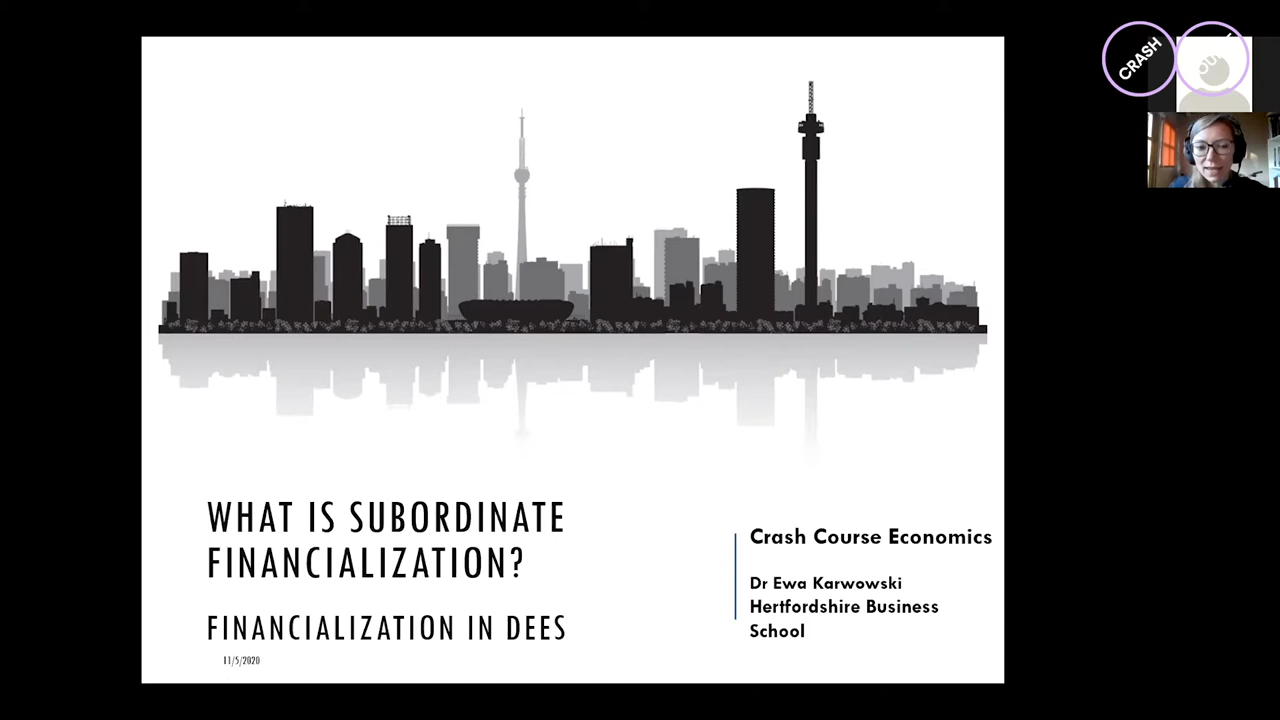 WHAT IS SUBORDINATE
FINANCIALIZATION?
FINANCIALIZATION IN DEES
11/5/2020
Crash Course Economics
Dr Ewa Karwowski
Hertfordshire Business
School
CRASH